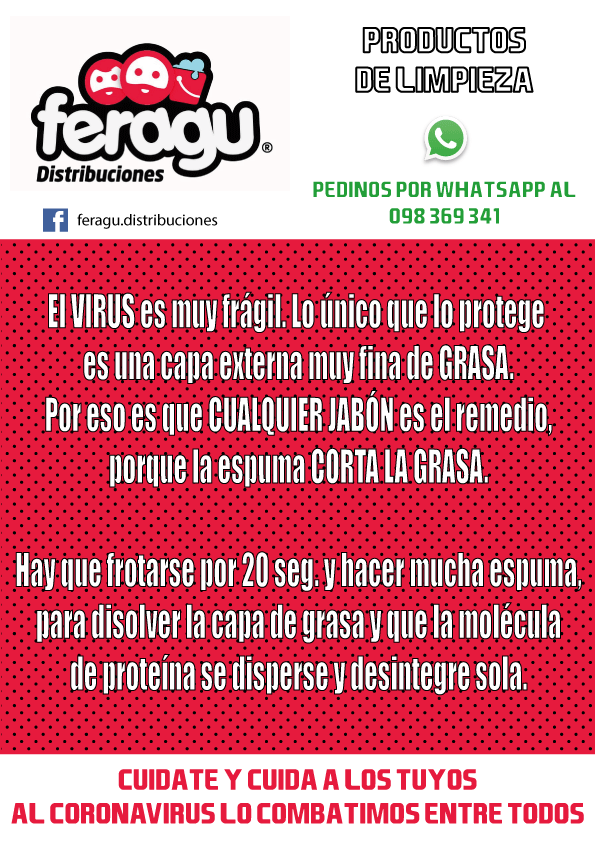 feragu®
Distribuciones
feragu.distribuciones
PRODUCTOS
DE LIMPIEZA
PEDINOS POR WHATSAPP AL
098 369 341
El VIRUS es muy frágil. Lo único que lo protege
es una capa externa muy fina de GRASA.
Por eso es que CUALQUIER JABÓN es el remedio,
porque la espuma CORTA LA GRASA.
Hay que frotarse por 20 seg. y hacer mucha espuma,
para disolver la capa de grasa y que la molécula
de proteína se disperse y desintegre sola.
CUIDATE Y CUIDA A LOS TUYOS
AL CORONAVIRUS LO COMBATIMOS ENTRE TODOS